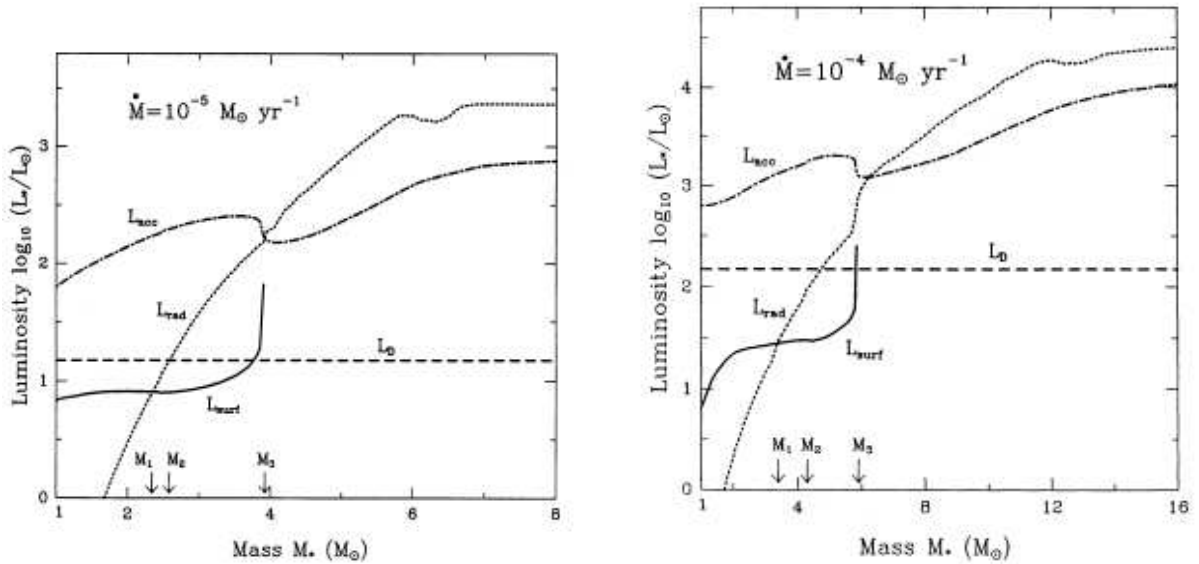 Ṁ=10⁻⁵ M⊙ yr⁻¹
Luminosity log₁₀ (L*/L⊙)
3
2
1
0
L_acc
L_rad
L_D
L_surf
M₁ M₂ M₃
1 2 4 6 8
Mass M* (M⊙)
Ṁ=10⁻⁴ M⊙ yr⁻¹
Luminosity log₁₀ (L*/L⊙)
4
3
2
1
0
L_acc
L_D
L_rad
L_surf
M₁ M₂ M₃
1 4 8 12 16
Mass M* (M⊙)